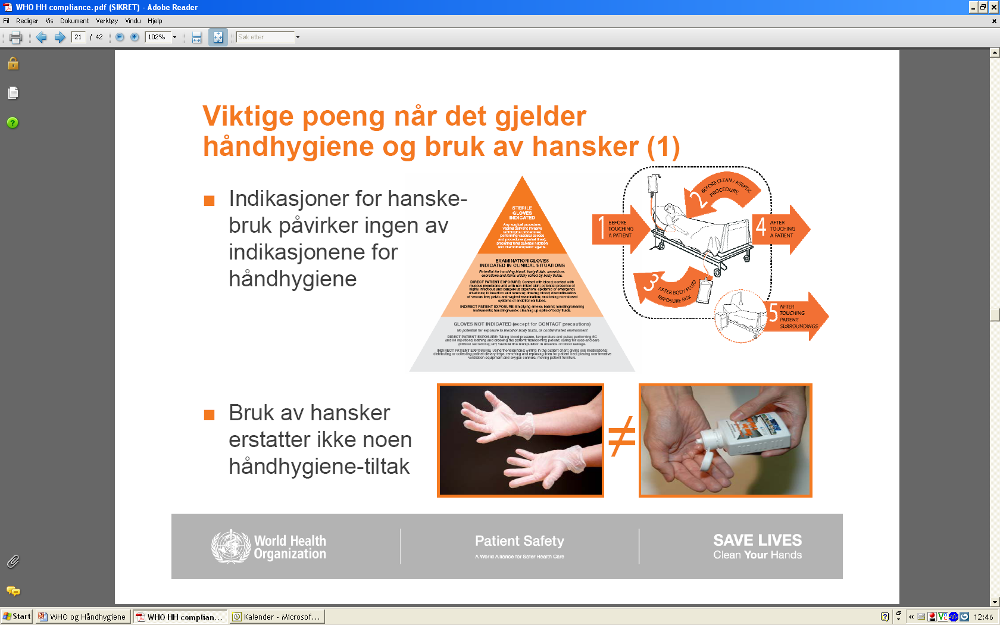 WHO HH compliance.pdf (SIKRET) - Adobe Reader
Fil Rediger Vis Dokument Verktøy Vindu Hjelp
21 / 42 102% Søk etter
Viktige poeng når det gjelder
håndhygiene og bruk av hansker (1)
Indikasjoner for hanske-
bruk påvirker ingen av
indikasjonene for
håndhygiene
STERILE
GLOVES
INDICATED
Any surgical procedure;
vaginal delivery; invasive
radiological procedures;
performing vascular access
and procedures (central lines);
preparing total parental nutrition
and chemotherapeutic agents.
EXAMINATION GLOVES
INDICATED IN CLINICAL SITUATIONS
Potential for touching blood, body fluids, secretions,
excretions and items visibly soiled by body fluids.
DIRECT PATIENT EXPOSURE: Contact with blood; contact with
mucous membrane and with non-intact skin; potential presence of
highly infectious and dangerous organism; epidemic or emergency
situations; IV insertion and removal; drawing blood; discontinuation
of venous line; pelvic and vaginal examination; suctioning non-closed
systems of endotracheal tubes.
INDIRECT PATIENT EXPOSURE: Emptying emesis basins; handling/cleaning
instruments; handling waste; cleaning up spills of body fluids.
GLOVES NOT INDICATED (except for CONTACT precautions)
No potential for exposure to blood or body fluids, or contaminated environment
DIRECT PATIENT EXPOSURE: Taking blood pressure, temperature and pulse; performing SC
and IM injections; bathing and dressing the patient; transporting patient; caring for eyes and ears
(without secretions); any vascular line manipulation in absence of blood leakage.
INDIRECT PATIENT EXPOSURE: Using the telephone; writing in the patient chart; giving oral medications;
distributing or collecting patinet dietary trays; removing and replacing linen for patient bed; placing non-invasive
ventilation equipment and oxygen cannula; moving patient furniture.
1 BEFORE
TOUCHING
A PATIENT
2 BEFORE CLEAN / ASEPTIC
PROCEDURE
3 AFTER BODY FLUID
EXPOSURE RISK
4 AFTER
TOUCHING
A PATIENT
5 AFTER
TOUCHING
PATIENT
SURROUNDINGS
Bruk av hansker
erstatter ikke noen
håndhygiene-tiltak
≠
World Health
Organization
Patient Safety
A World Alliance for Safer Health Care
SAVE LIVES
Clean Your Hands
Start WHO og Håndhygiene WHO HH complian... Kalender - Microsof... 12:46